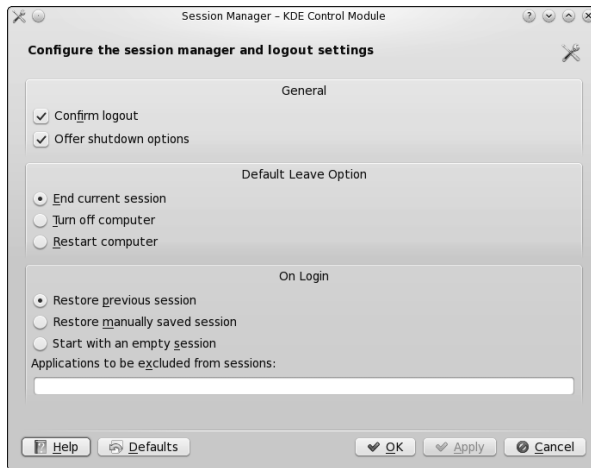 Session Manager – KDE Control Module
Configure the session manager and logout settings
General
Confirm logout
Offer shutdown options
Default Leave Option
End current session
Turn off computer
Restart computer
On Login
Restore previous session
Restore manually saved session
Start with an empty session
Applications to be excluded from sessions:
Help Defaults OK Apply Cancel